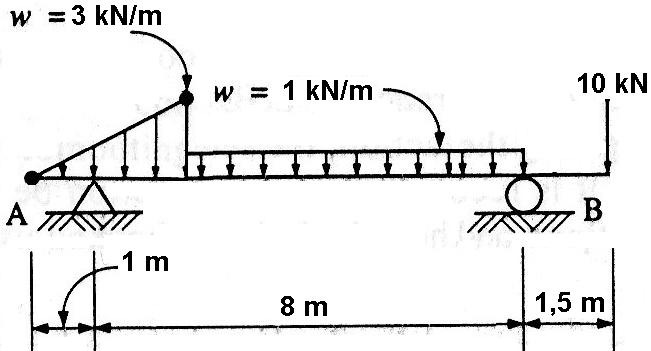 w = 3 kN/m
w = 1 kN/m
10 kN
A
B
1 m
8 m
1,5 m